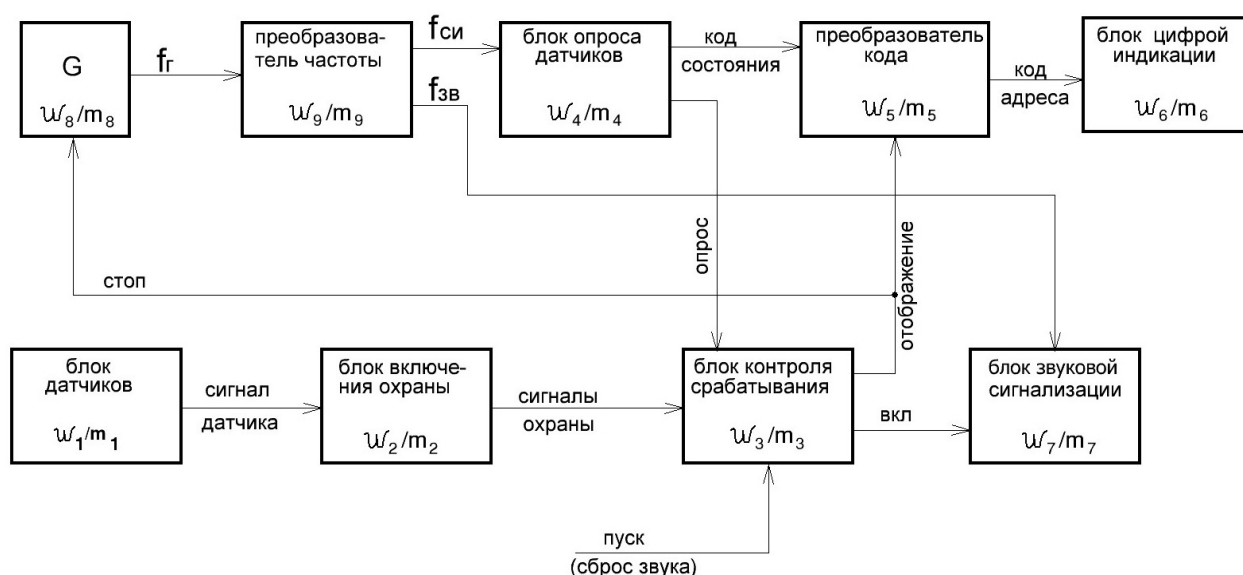 G
𝓌8/m8
fг
преобразова-
тель частоты
𝓌9/m9
fси
fзв
блок опроса
датчиков
𝓌4/m4
код
состояния
преобразователь
кода
𝓌5/m5
код
адреса
блок цифрой
индикации
𝓌6/m6
опрос
отображение
стоп
блок
датчиков
𝓌1/m1
сигнал
датчика
блок включе-
ния охраны
𝓌2/m2
сигналы
охраны
блок контроля
срабатывания
𝓌3/m3
вкл
блок звуковой
сигнализации
𝓌7/m7
пуск
(сброс звука)